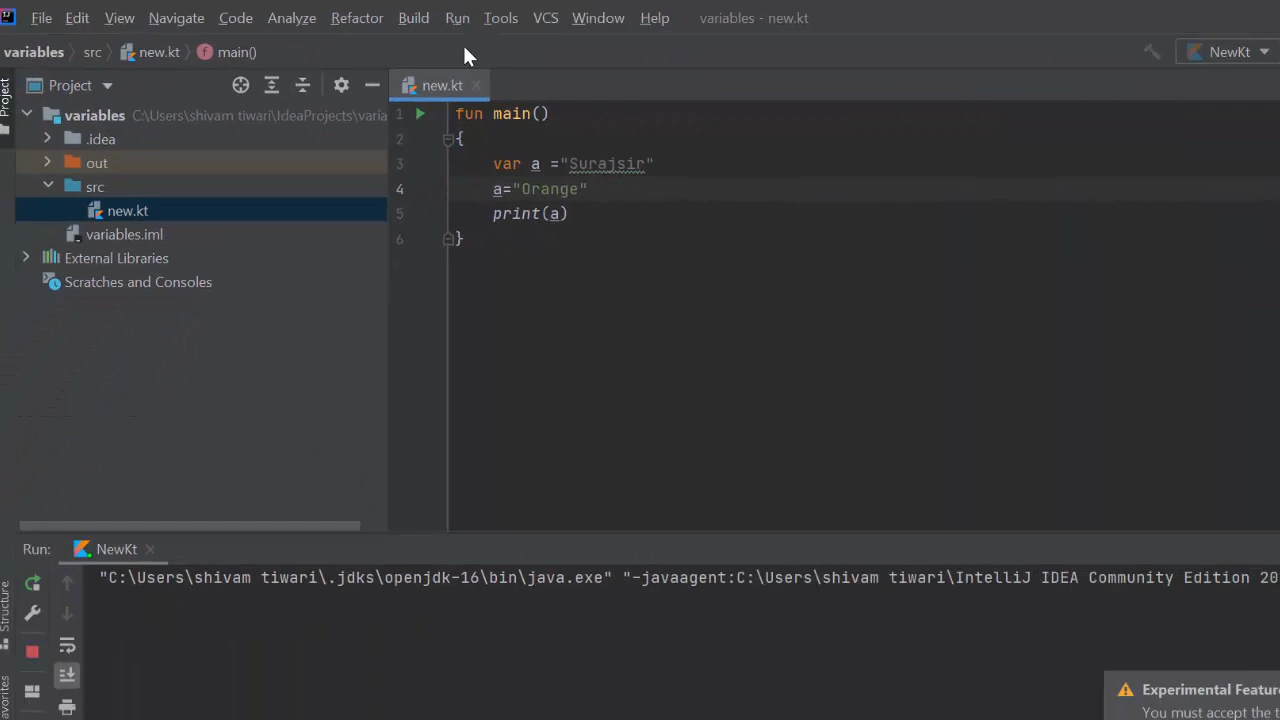 File Edit View Navigate Code Analyze Refactor Build Run Tools VCS Window Help variables - new.kt
variables src new.kt main() NewKt
Project new.kt
Project
variables C:\Users\shivam tiwari\IdeaProjects\varia
.idea
out
src
new.kt
variables.iml
External Libraries
Scratches and Consoles
1 fun main()
2 {
3 var a ="Surajsir"
4 a="Orange"
5 print(a)
6 }
Run: NewKt
"C:\Users\shivam tiwari\.jdks\openjdk-16\bin\java.exe" "-javaagent:C:\Users\shivam tiwari\IntelliJ IDEA Community Edition 20
Structure
avorites
Experimental Feature
You must accept the t